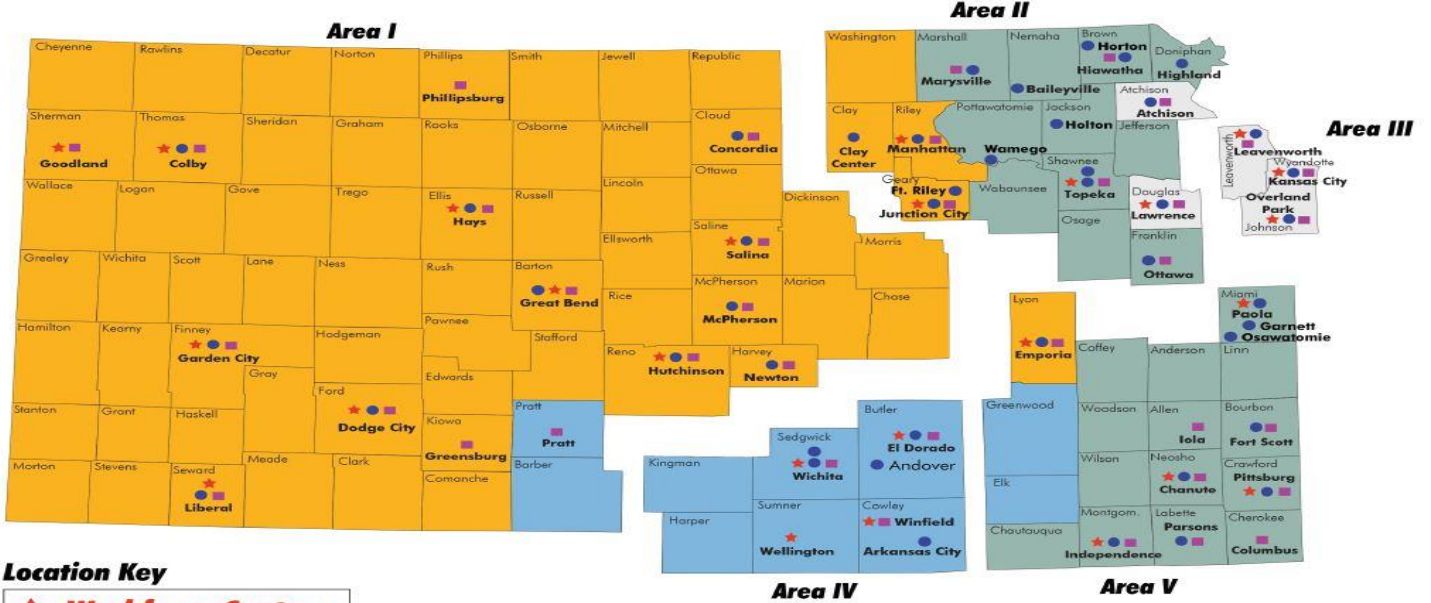 Area I
Area II
Area III
Cheyenne
Rawlins
Decatur
Norton
Phillips
Phillipsburg
Smith
Jewell
Republic
Sherman
Goodland
Thomas
Colby
Sheridan
Graham
Rooks
Osborne
Mitchell
Cloud
Concordia
Ottawa
Wallace
Logan
Gove
Trego
Ellis
Hays
Russell
Lincoln
Dickinson
Saline
Salina
Ellsworth
Morris
Greeley
Wichita
Scott
Lane
Ness
Rush
Barton
Great Bend
Rice
McPherson
McPherson
Marion
Chase
Hamilton
Kearny
Finney
Garden City
Hodgeman
Pawnee
Stafford
Reno
Hutchinson
Harvey
Newton
Gray
Ford
Dodge City
Edwards
Stanton
Grant
Haskell
Kiowa
Greensburg
Pratt
Pratt
Morton
Stevens
Seward
Liberal
Meade
Clark
Comanche
Barber
Washington
Marshall
Marysville
Nemaha
Baileyville
Brown
Horton
Hiawatha
Doniphan
Highland
Atchison
Atchison
Clay
Clay
Center
Riley
Manhattan
Pottawatomie
Wamego
Jockson
Holton
Jefferson
Geary
Ft. Riley
Junction City
Wabaunsee
Shawnee
Topeka
Osage
Douglas
Lawrence
Franklin
Ottawa
Leavenworth
Leavenworth
Wyandotte
Kansas City
Overland
Park
Johnson
Kingman
Sedgwick
Wichita
Butler
El Dorado
Andover
Harper
Sumner
Wellington
Cowley
Winfield
Arkansas City
Area IV
Lyon
Emporia
Greenwood
Elk
Chautauqua
Coffey
Anderson
Miami
Paola
Garnett
Osawatomie
Linn
Woodson
Allen
Iola
Bourbon
Fort Scott
Wilson
Neosho
Chanute
Crawford
Pittsburg
Montgom.
Independence
Labette
Parsons
Cherokee
Columbus
Area V
Location Key